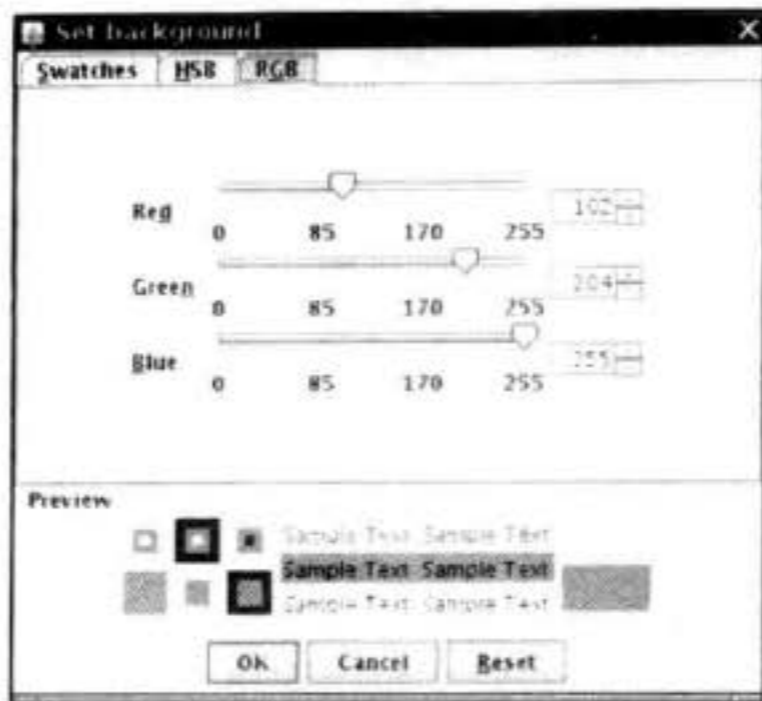 Set background
Swatches HSB RGB
Red 102
0 85 170 255
Green 204
0 85 170 255
Blue 255
0 85 170 255
Preview
Sample Text Sample Text
Sample Text Sample Text
Sample Text Sample Text
OK Cancel Reset